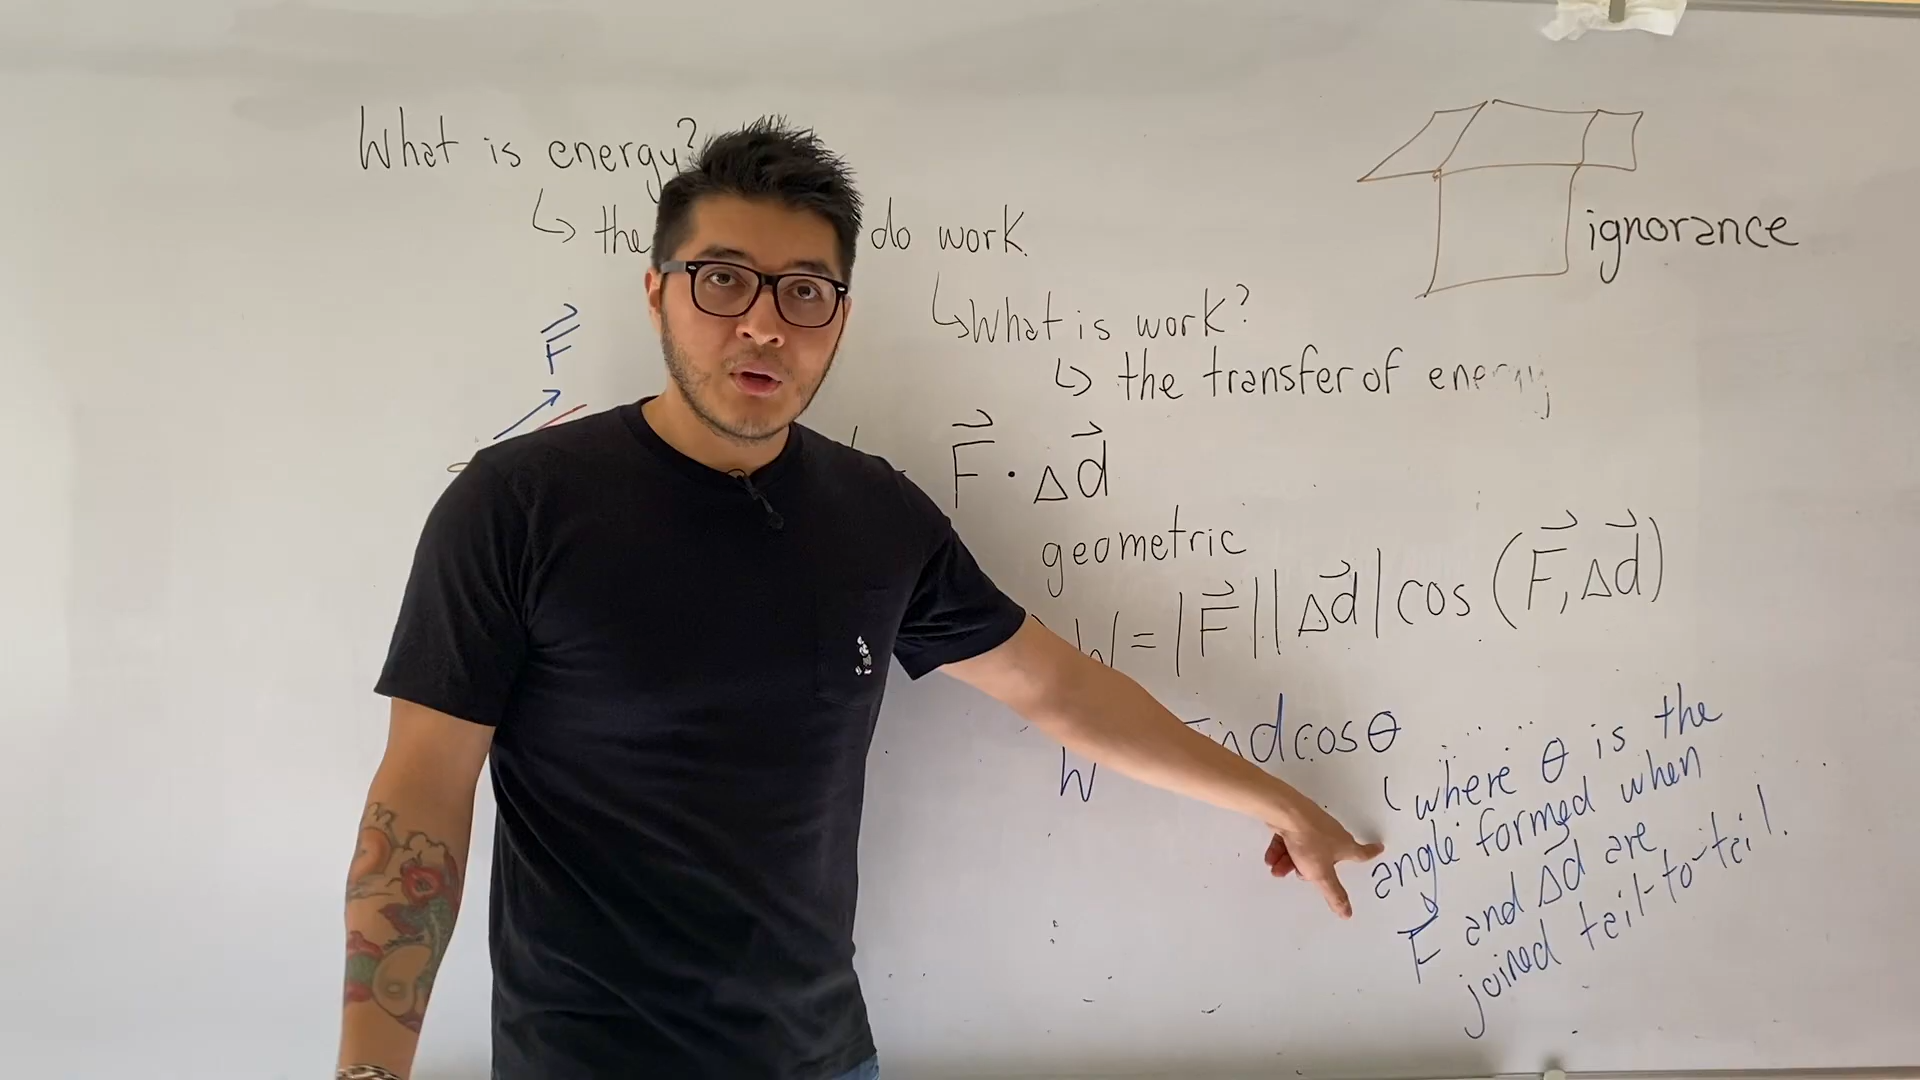 What is energy?
↳ the do work.
↳ What is work?
↳ the transfer of energy
ignorance
F⃗
F⃗ · Δd⃗
geometric
W = |F⃗||Δd⃗| cos (F⃗, Δd⃗)
W dcosθ
where θ is the
angle formed when
F⃗ and Δd⃗ are
joined tail-to-tail.